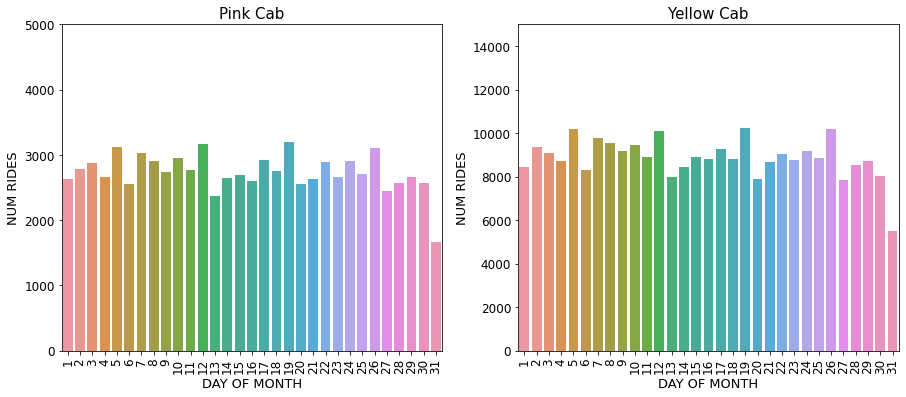 Pink Cab
5000
4000
3000
2000
1000
0
NUM RIDES
1 2 3 4 5 6 7 8 9 10 11 12 13 14 15 16 17 18 19 20 21 22 23 24 25 26 27 28 29 30 31
DAY OF MONTH
Yellow Cab
14000
12000
10000
8000
6000
4000
2000
0
NUM RIDES
1 2 3 4 5 6 7 8 9 10 11 12 13 14 15 16 17 18 19 20 21 22 23 24 25 26 27 28 29 30 31
DAY OF MONTH